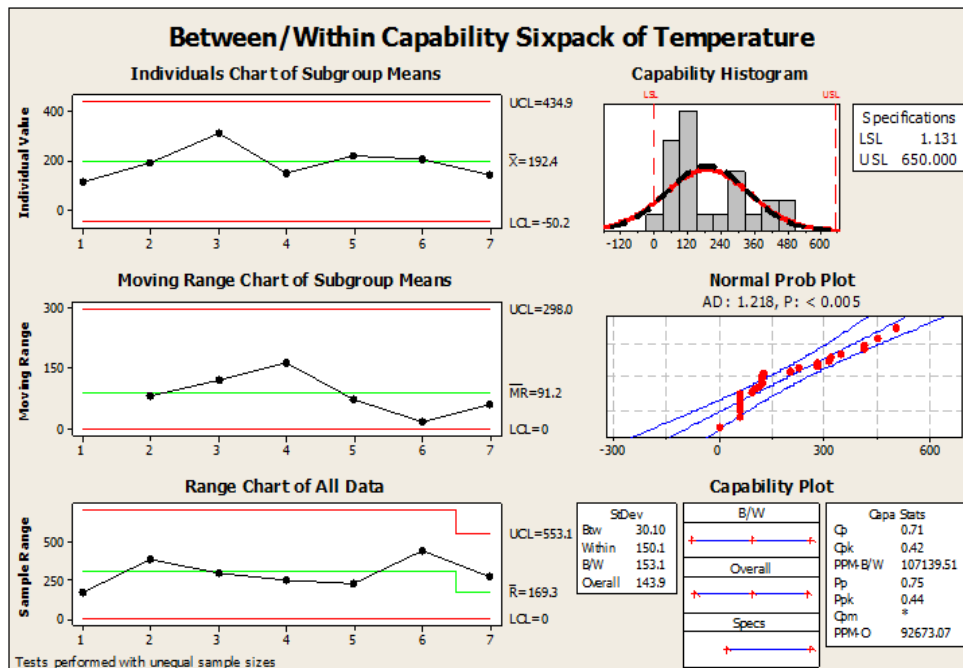 Between/Within Capability Sixpack of Temperature
Individuals Chart of Subgroup Means
Individual Value
400
200
0
1 2 3 4 5 6 7
UCL=434.9
X=192.4
LCL=-50.2
Capability Histogram
LSL USL
-120 0 120 240 360 480 600
Specifications
LSL 1.131
USL 650.000
Moving Range Chart of Subgroup Means
Moving Range
300
150
0
1 2 3 4 5 6 7
UCL=298.0
MR=91.2
LCL=0
Normal Prob Plot
AD: 1.218, P: < 0.005
-300 0 300 600
Range Chart of All Data
Sample Range
500
250
0
1 2 3 4 5 6 7
UCL=553.1
R=169.3
LCL=0
Capability Plot
StDev
Btw 30.10
Within 150.1
B/W 153.1
Overall 143.9
B/W
Overall
Specs
Capa Stats
Cp 0.71
Cpk 0.42
PPM-B/W 107139.51
Pp 0.75
Ppk 0.44
Cpm *
PPM-O 92673.07
Tests performed with unequal sample sizes